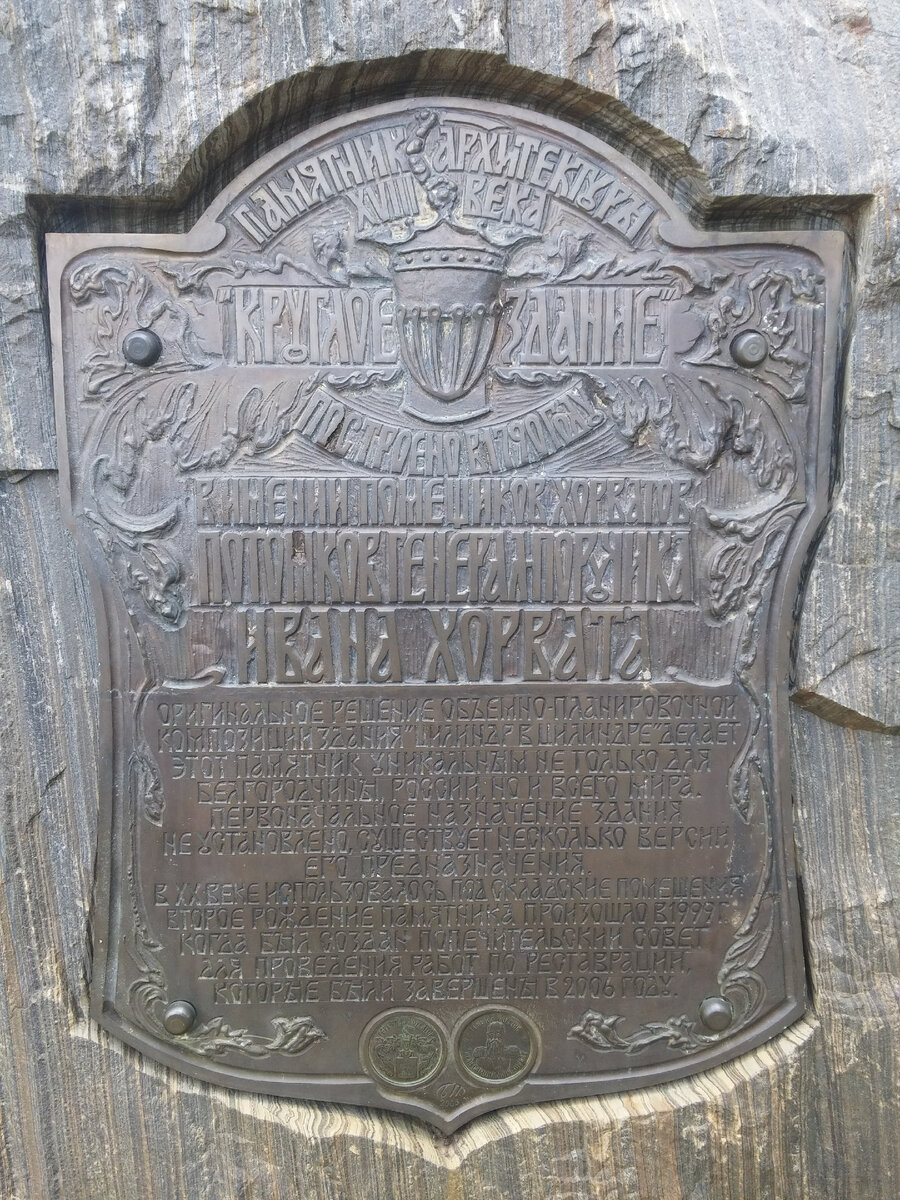 ПАМЯТНИК АРХИТЕКТУРЫ
XVIII ВЕКА
"КРУГЛОЕ ЗДАНИЕ"
ПОСТРОЕНО В 1790 ГОДУ
В ИМЕНИИ ПОМЕЩИКОВ ХОРВАТОВ
ПОТОМКОВ ГЕНЕРАЛ ПОРУЧИКА
ИВАНА ХОРВАТА
ОРИГИНАЛЬНОЕ РЕШЕНИЕ ОБЪЕМНО-ПЛАНИРОВОЧНОЙ
КОМПОЗИЦИИ ЗДАНИЯ "ЦИЛИНДР В ЦИЛИНДРЕ" ДЕЛАЕТ
ЭТОТ ПАМЯТНИК УНИКАЛЬНЫМ НЕ ТОЛЬКО ДЛЯ
БЕЛГОРОДЧИНЫ, РОССИИ, НО И ВСЕГО МИРА.
ПЕРВОНАЧАЛЬНОЕ НАЗНАЧЕНИЕ ЗДАНИЯ
НЕ УСТАНОВЛЕНО, СУЩЕСТВУЕТ НЕСКОЛЬКО ВЕРСИЙ
ЕГО ПРЕДНАЗНАЧЕНИЯ.
В XX ВЕКЕ ИСПОЛЬЗОВАЛОСЬ ПОД СКЛАДСКИЕ ПОМЕЩЕНИЯ.
ВТОРОЕ РОЖДЕНИЕ ПАМЯТНИКА ПРОИЗОШЛО В 1999 Г.
КОГДА БЫЛ СОЗДАН ПОПЕЧИТЕЛЬСКИЙ СОВЕТ
ДЛЯ ПРОВЕДЕНИЯ РАБОТ ПО РЕСТАВРАЦИИ,
КОТОРЫЕ БЫЛИ ЗАВЕРШЕНЫ В 2006 ГОДУ.